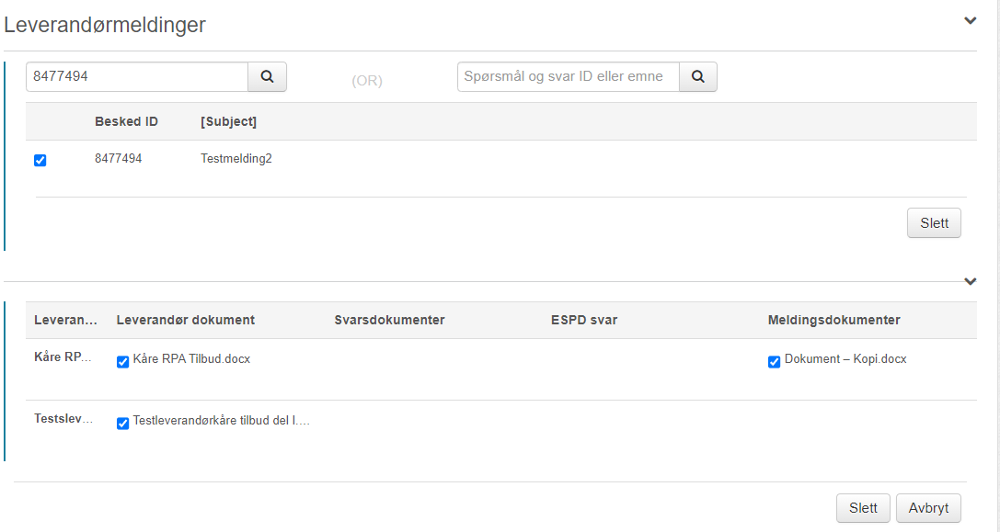 Leverandørmeldinger
8477494
(OR)
Spørsmål og svar ID eller emne
Besked ID [Subject]
8477494 Testmelding2
Slett
Leveran... Leverandør dokument Svarsdokumenter ESPD svar Meldingsdokumenter
Kåre RP... Kåre RPA Tilbud.docx Dokument – Kopi.docx
Testslev... Testleverandørkåre tilbud del I....
Slett Avbryt